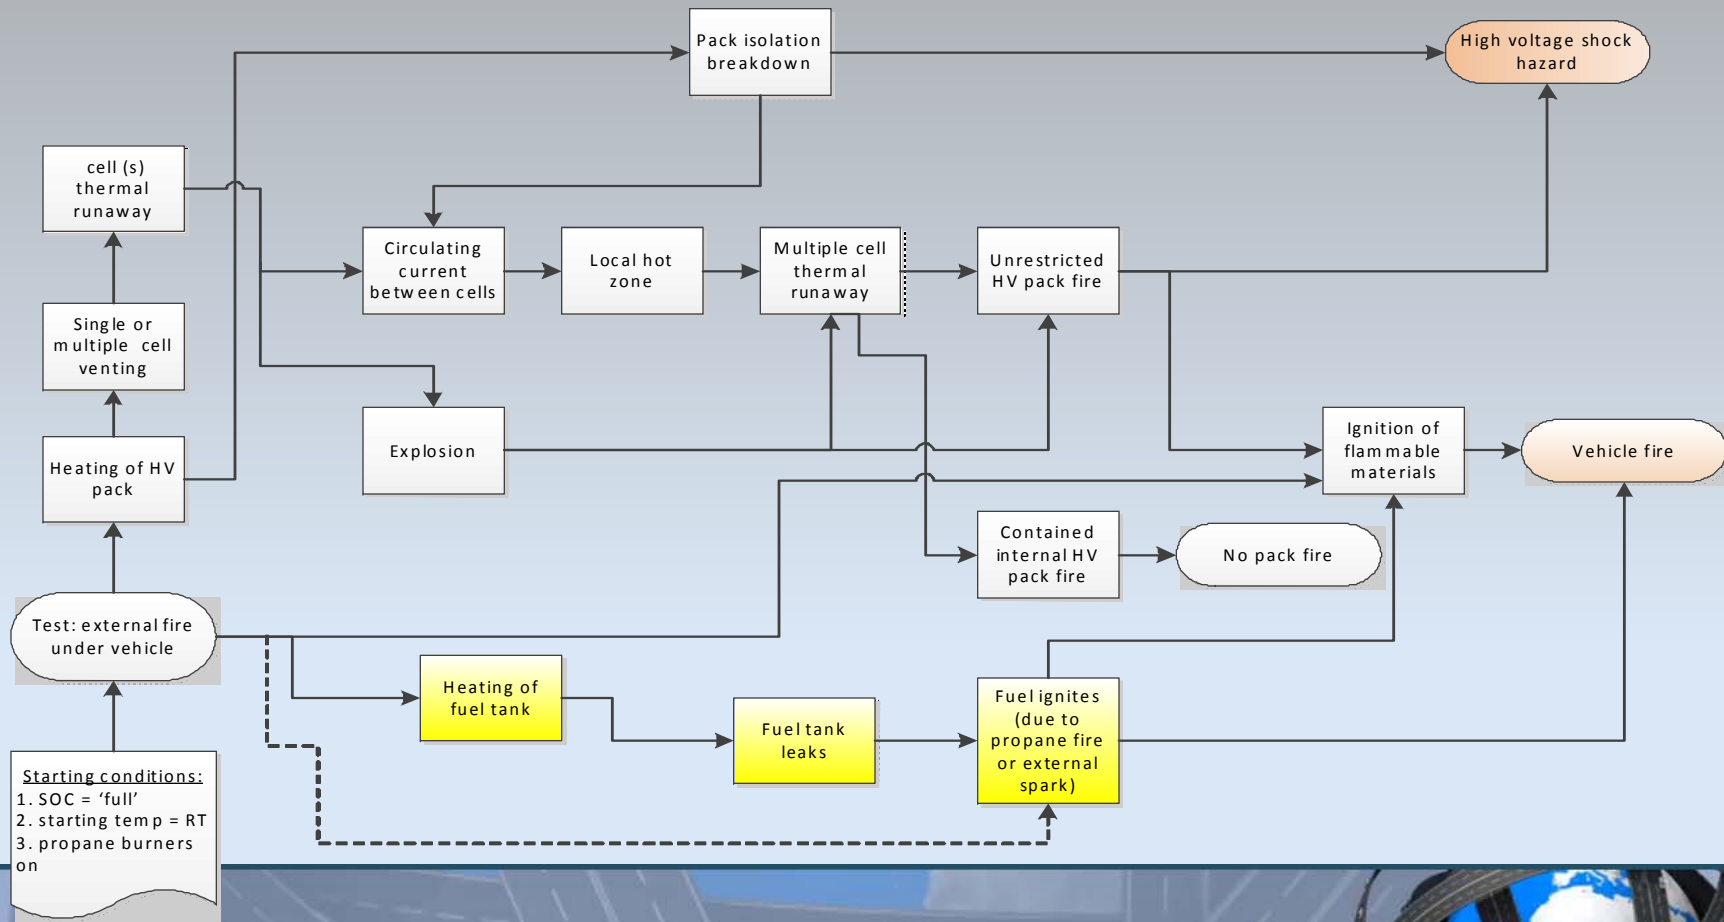 Pack isolation
breakdown
High voltage shock
hazard
cell (s)
thermal
runaway
Circulating
current
between cells
Local hot
zone
Multiple cell
thermal
runaway
Unrestricted
HV pack fire
Single or
multiple cell
venting
Explosion
Ignition of
flammable
materials
Vehicle fire
Heating of HV
pack
Contained
internal HV
pack fire
No pack fire
Test: external fire
under vehicle
Heating of
fuel tank
Fuel tank
leaks
Fuel ignites
(due to
propane fire
or external
spark)
Starting conditions:
1. SOC = ‘full’
2. starting temp = RT
3. propane burners
on